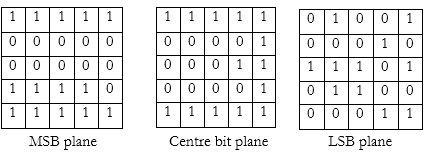 1 1 1 1 1
0 0 0 0 0
0 0 0 0 0
1 1 1 1 0
1 1 1 1 1
MSB plane
1 1 1 1 1
0 0 0 0 1
0 0 0 1 1
0 0 0 0 1
1 1 1 1 1
Centre bit plane
0 1 0 0 1
0 0 0 1 0
1 1 1 0 1
0 1 1 0 0
0 0 0 1 1
LSB plane